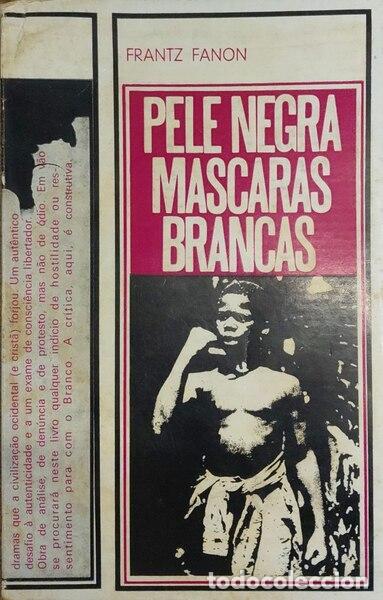 FRANTZ FANON
PELE NEGRA
MASCARAS
BRANCAS
dramas que a civilização ocidental (e cristã) forjou. Um autêntico
desafio à autenticidade e a um exame de consciência libertador.
Obra de análise, de denúncia e de protesto, mas não de ódio. Em vão
se procurará neste livro qualquer indício de hostilidade ou res-
sentimento para com o Branco. A crítica, aqui, é construtiva.
todocoleccion